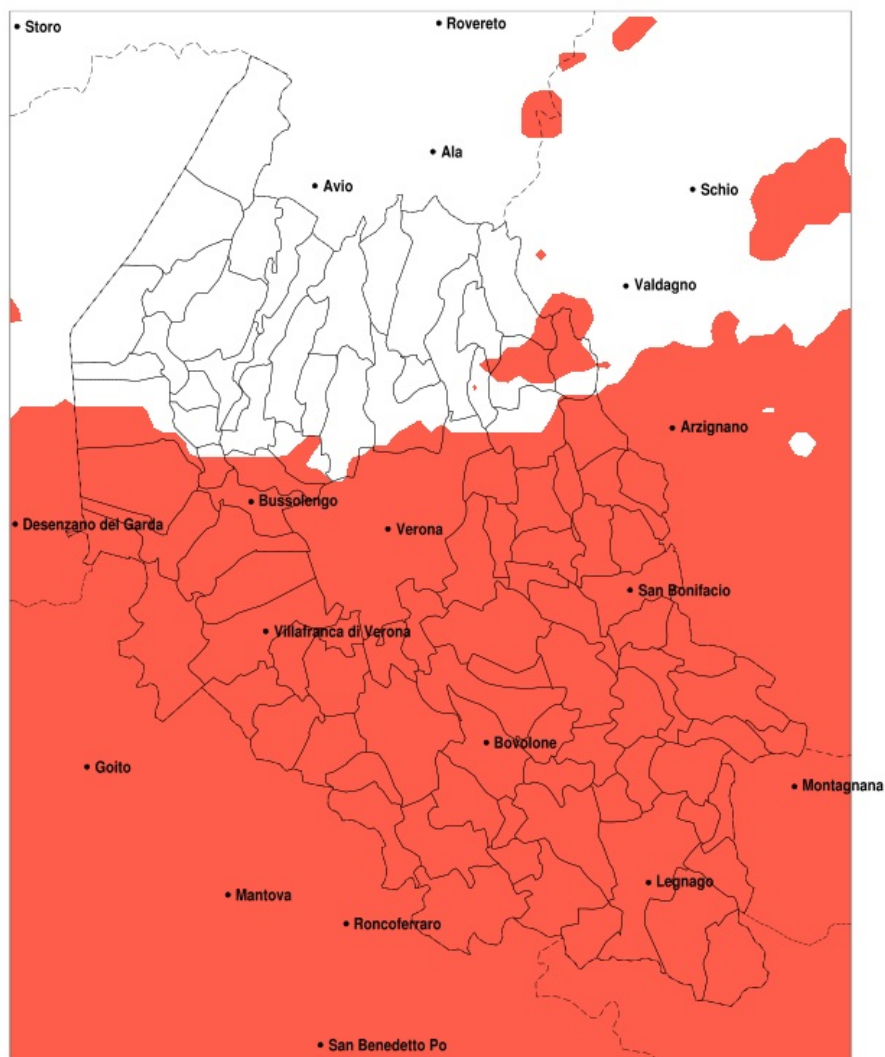 Storo
Rovereto
Ala
Avio
Schio
Valdagno
Arzignano
Bussolengo
Desenzano del Garda
Verona
San Bonifacio
Villafranca di Verona
Bovolone
Goito
Montagnana
Legnago
Mantova
Roncoferraro
San Benedetto Po